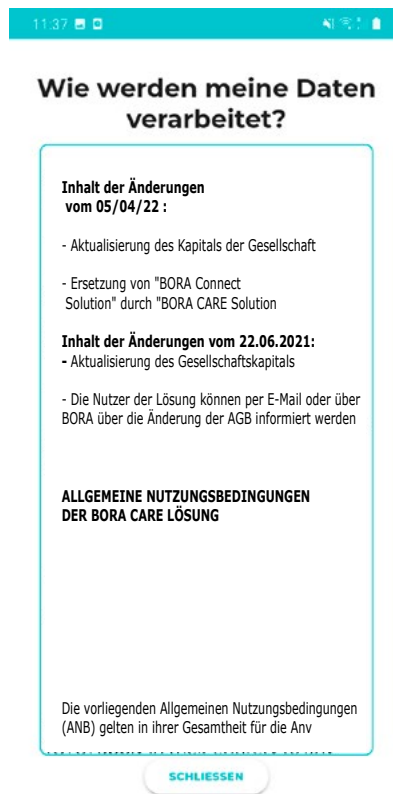 11:37
Wie werden meine Daten
verarbeitet?
Inhalt der Änderungen
vom 05/04/22 :
- Aktualisierung des Kapitals der Gesellschaft
- Ersetzung von "BORA Connect
Solution" durch "BORA CARE Solution
Inhalt der Änderungen vom 22.06.2021:
- Aktualisierung des Gesellschaftskapitals
- Die Nutzer der Lösung können per E-Mail oder über
BORA über die Änderung der AGB informiert werden
ALLGEMEINE NUTZUNGSBEDINGUNGEN
DER BORA CARE LÖSUNG
Die vorliegenden Allgemeinen Nutzungsbedingungen
(ANB) gelten in ihrer Gesamtheit für die Anv
SCHLIESSEN